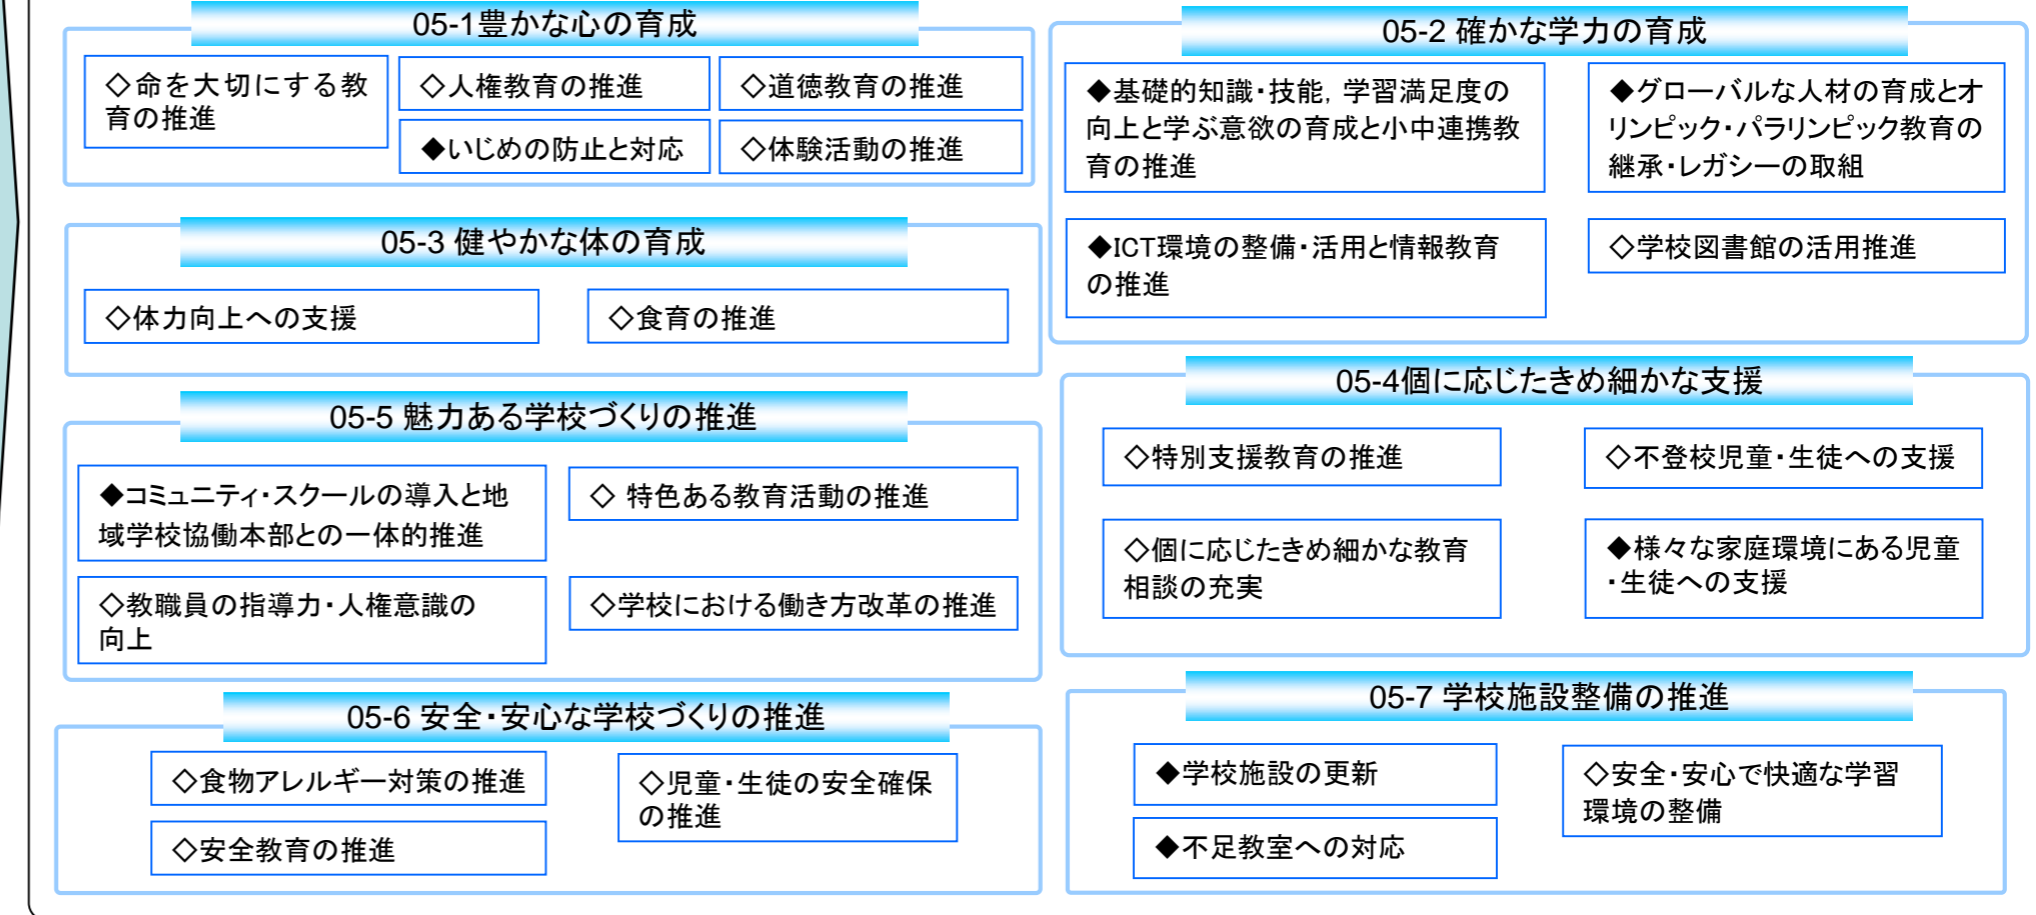 05-1豊かな心の育成
◇命を大切にする教
育の推進
◇人権教育の推進
◇道徳教育の推進
◆いじめの防止と対応
◇体験活動の推進
05-2 確かな学力の育成
◆基礎的知識・技能，学習満足度の
向上と学ぶ意欲の育成と小中連携教
育の推進
◆グローバルな人材の育成とオ
リンピック・パラリンピック教育の
継承・レガシーの取組
◆ICT環境の整備・活用と情報教育
の推進
◇学校図書館の活用推進
05-3 健やかな体の育成
◇体力向上への支援
◇食育の推進
05-4個に応じたきめ細かな支援
◇特別支援教育の推進
◇不登校児童・生徒への支援
◇個に応じたきめ細かな教育
相談の充実
◆様々な家庭環境にある児童
・生徒への支援
05-5 魅力ある学校づくりの推進
◆コミュニティ・スクールの導入と地
域学校協働本部との一体的推進
◇ 特色ある教育活動の推進
◇教職員の指導力・人権意識の
向上
◇学校における働き方改革の推進
05-6 安全・安心な学校づくりの推進
◇食物アレルギー対策の推進
◇児童・生徒の安全確保
の推進
◇安全教育の推進
05-7 学校施設整備の推進
◆学校施設の更新
◇安全・安心で快適な学習
環境の整備
◆不足教室への対応